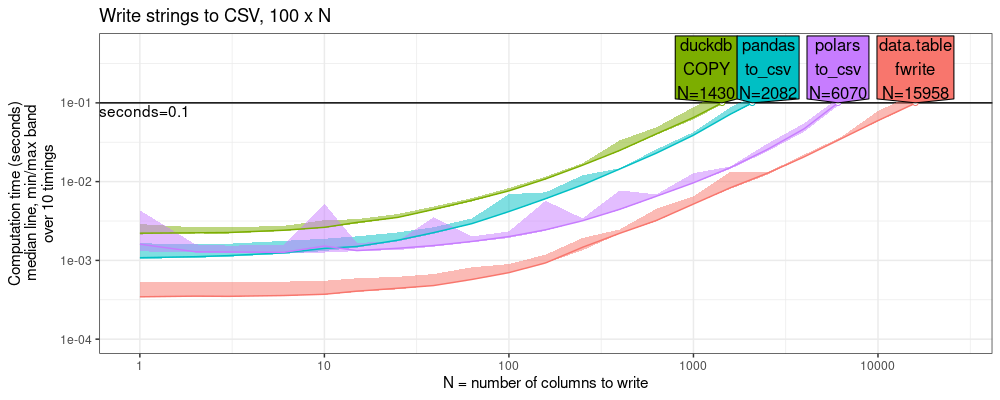 Write strings to CSV, 100 x N
Computation time (seconds)
median line, min/max band
over 10 timings
1e-01
1e-02
1e-03
1e-04
seconds=0.1
duckdb
COPY
N=1430
pandas
to_csv
N=2082
polars
to_csv
N=6070
data.table
fwrite
N=15958
1
10
100
1000
10000
N = number of columns to write